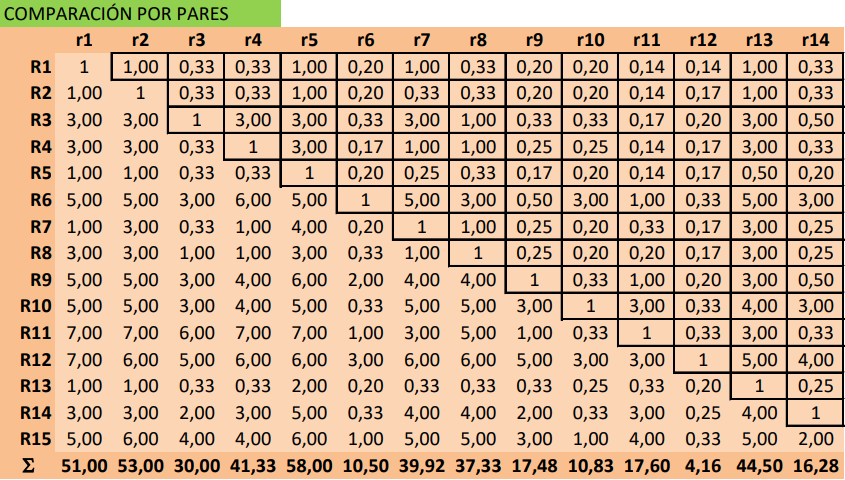 COMPARACIÓN POR PARES
r1 r2 r3 r4 r5 r6 r7 r8 r9 r10 r11 r12 r13 r14
R1 1 1,00 0,33 0,33 1,00 0,20 1,00 0,33 0,20 0,20 0,14 0,14 1,00 0,33
R2 1,00 1 0,33 0,33 1,00 0,20 0,33 0,33 0,20 0,20 0,14 0,17 1,00 0,33
R3 3,00 3,00 1 3,00 3,00 0,33 3,00 1,00 0,33 0,33 0,17 0,20 3,00 0,50
R4 3,00 3,00 0,33 1 3,00 0,17 1,00 1,00 0,25 0,25 0,14 0,17 3,00 0,33
R5 1,00 1,00 0,33 0,33 1 0,20 0,25 0,33 0,17 0,20 0,14 0,17 0,50 0,20
R6 5,00 5,00 3,00 6,00 5,00 1 5,00 3,00 0,50 3,00 1,00 0,33 5,00 3,00
R7 1,00 3,00 0,33 1,00 4,00 0,20 1 1,00 0,25 0,20 0,33 0,17 3,00 0,25
R8 3,00 3,00 1,00 1,00 3,00 0,33 1,00 1 0,25 0,20 0,20 0,17 3,00 0,25
R9 5,00 5,00 3,00 4,00 6,00 2,00 4,00 4,00 1 0,33 1,00 0,20 3,00 0,50
R10 5,00 5,00 3,00 4,00 5,00 0,33 5,00 5,00 3,00 1 3,00 0,33 4,00 3,00
R11 7,00 7,00 6,00 7,00 7,00 1,00 3,00 5,00 1,00 0,33 1 0,33 3,00 0,33
R12 7,00 6,00 5,00 6,00 6,00 3,00 6,00 6,00 5,00 3,00 3,00 1 5,00 4,00
R13 1,00 1,00 0,33 0,33 2,00 0,20 0,33 0,33 0,33 0,25 0,33 0,20 1 0,25
R14 3,00 3,00 2,00 3,00 5,00 0,33 4,00 4,00 2,00 0,33 3,00 0,25 4,00 1
R15 5,00 6,00 4,00 4,00 6,00 1,00 5,00 5,00 3,00 1,00 4,00 0,33 5,00 2,00
Σ 51,00 53,00 30,00 41,33 58,00 10,50 39,92 37,33 17,48 10,83 17,60 4,16 44,50 16,28